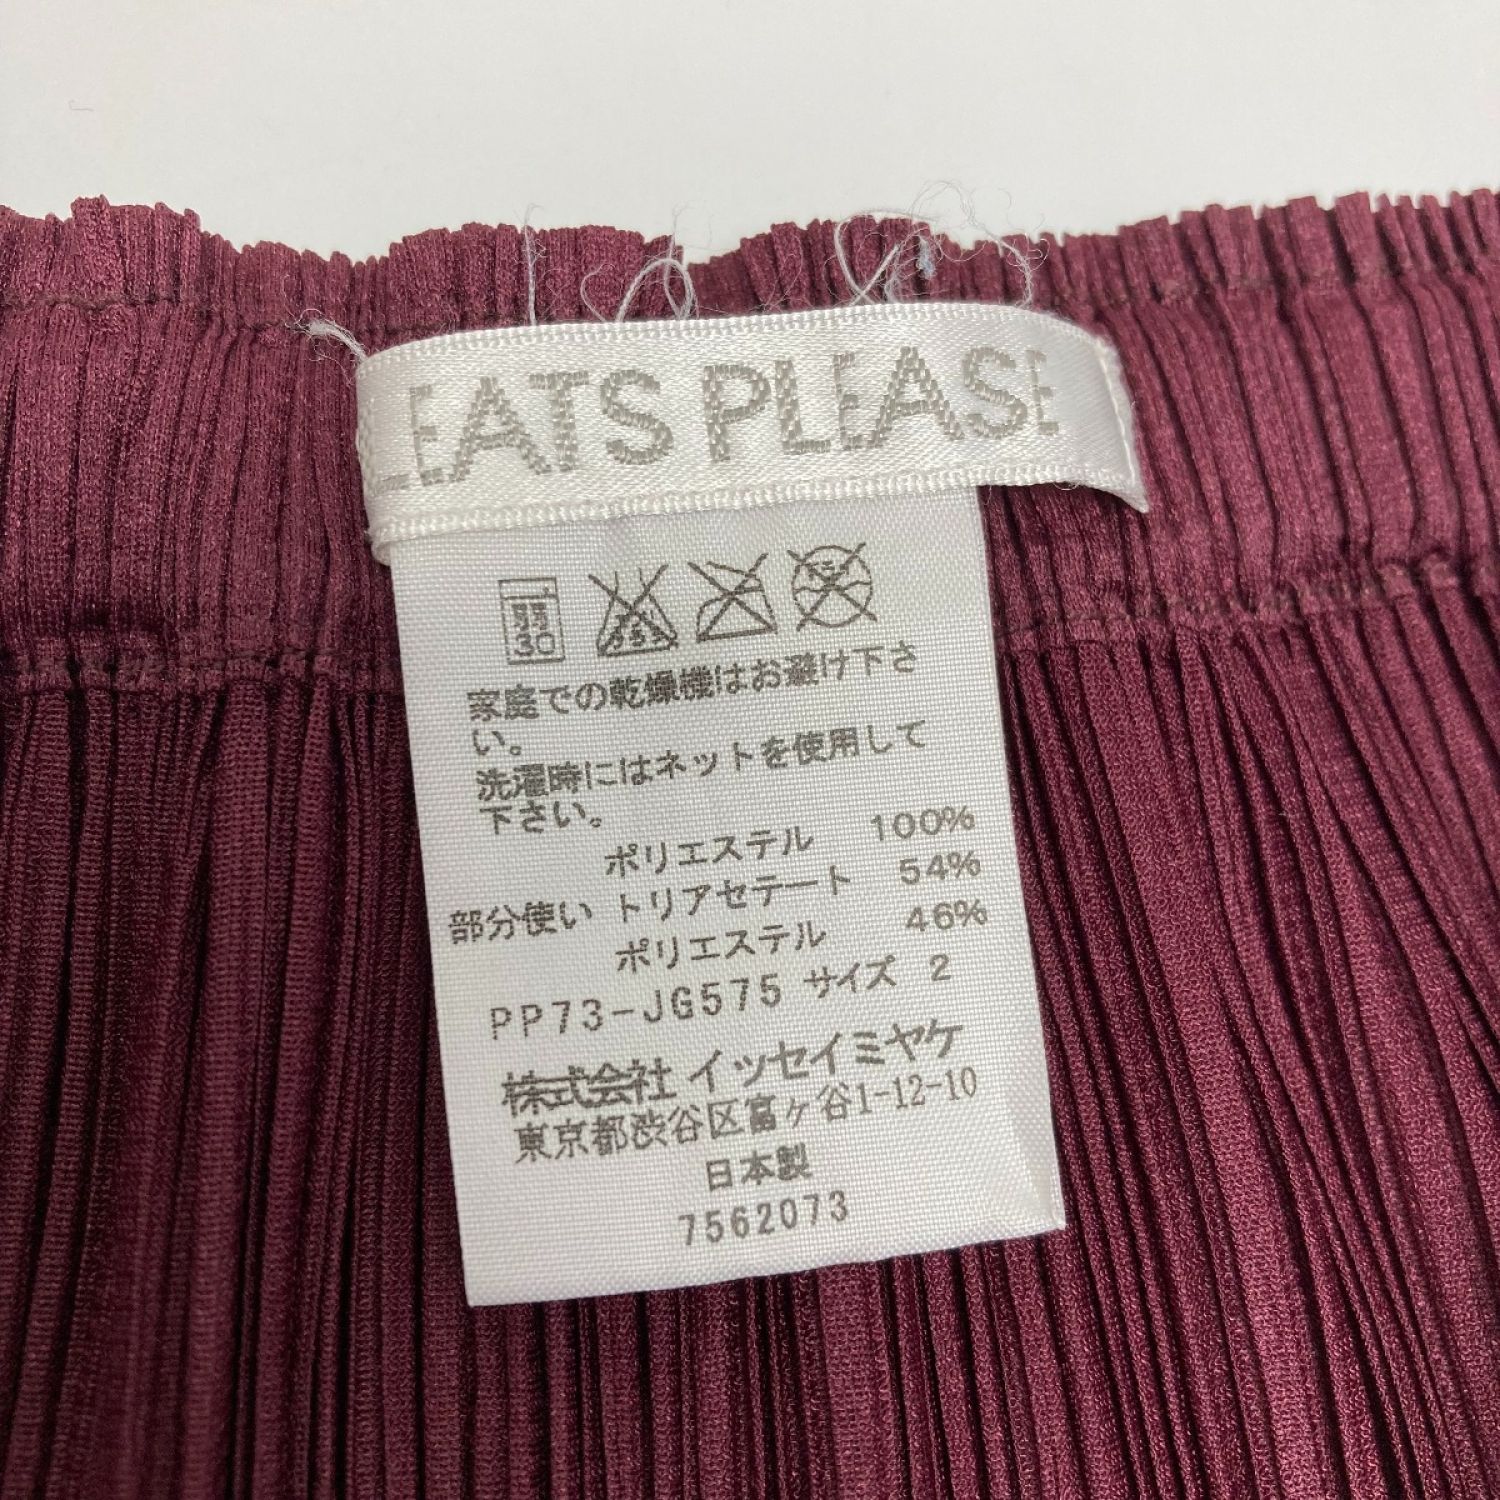 LEATS PLEASE
30
家庭での乾燥機はお避け下さ
い。
洗濯時にはネットを使用して
下さい。
ポリエステル 100%
部分使い トリアセテート 54%
ポリエステル 46%
PP73-JG575 サイズ 2
株式会社 イッセイミヤケ
東京都渋谷区富ヶ谷1-12-10
日本製
7562073